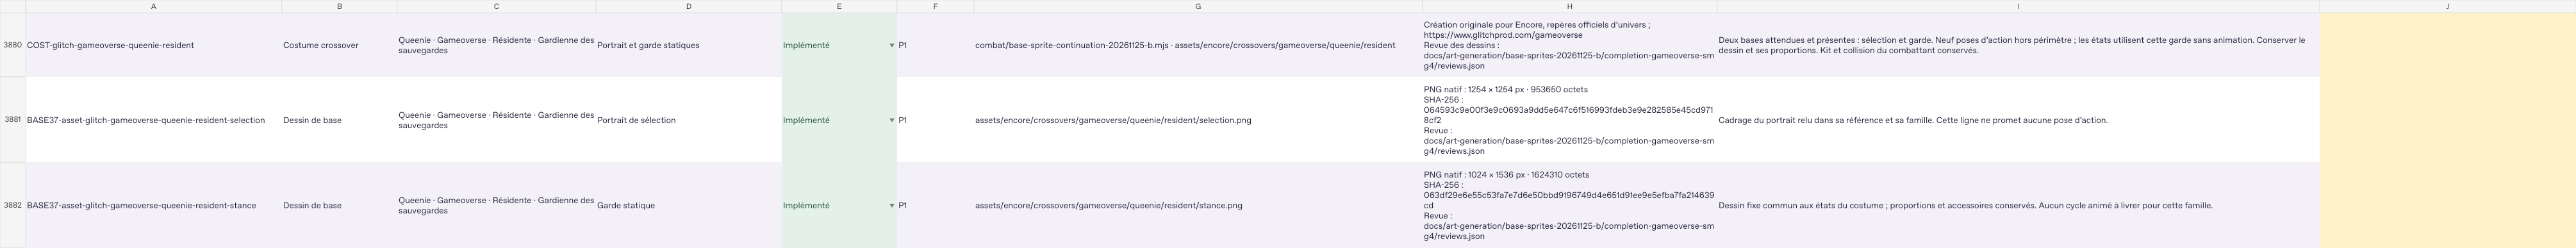 A B C D E F G H I J
3880 COST-glitch-gameoverse-queenie-resident Costume crossover Queenie · Gameoverse · Résidente · Gardienne des sauvegardes Portrait et garde statiques Implémenté P1 combat/base-sprite-continuation-20261125-b.mjs · assets/encore/crossovers/gameoverse/queenie/resident
Création originale pour Encore, repères officiels d'univers ;
https://www.glitchprod.com/gameoverse
Revue des dessins :
docs/art-generation/base-sprites-20261125-b/completion-gameoverse-sm
g4/reviews.json
Deux bases attendues et présentes : sélection et garde. Neuf poses d'action hors périmètre ; les états utilisent cette garde sans animation. Conserver le
dessin et ses proportions. Kit et collision du combattant conservés.
3881 BASE37-asset-glitch-gameoverse-queenie-resident-selection Dessin de base Queenie · Gameoverse · Résidente · Gardienne des sauvegardes Portrait de sélection Implémenté P1 assets/encore/crossovers/gameoverse/queenie/resident/selection.png
PNG natif : 1254 × 1254 px · 953650 octets
SHA-256 :
064593c9e00f3e9c0693a9dd5e647c6f516993fdeb3e9e282585e45cd971
8cf2
Revue :
docs/art-generation/base-sprites-20261125-b/completion-gameoverse-sm
g4/reviews.json
Cadrage du portrait relu dans sa référence et sa famille. Cette ligne ne promet aucune pose d'action.
3882 BASE37-asset-glitch-gameoverse-queenie-resident-stance Dessin de base Queenie · Gameoverse · Résidente · Gardienne des sauvegardes Garde statique Implémenté P1 assets/encore/crossovers/gameoverse/queenie/resident/stance.png
PNG natif : 1024 × 1536 px · 1624310 octets
SHA-256 :
063df29e6e55c53fa7e7d6e50bbd9196749d4e651d91ee9e5efba7fa214639
cd
Revue :
docs/art-generation/base-sprites-20261125-b/completion-gameoverse-sm
g4/reviews.json
Dessin fixe commun aux états du costume ; proportions et accessoires conservés. Aucun cycle animé à livrer pour cette famille.